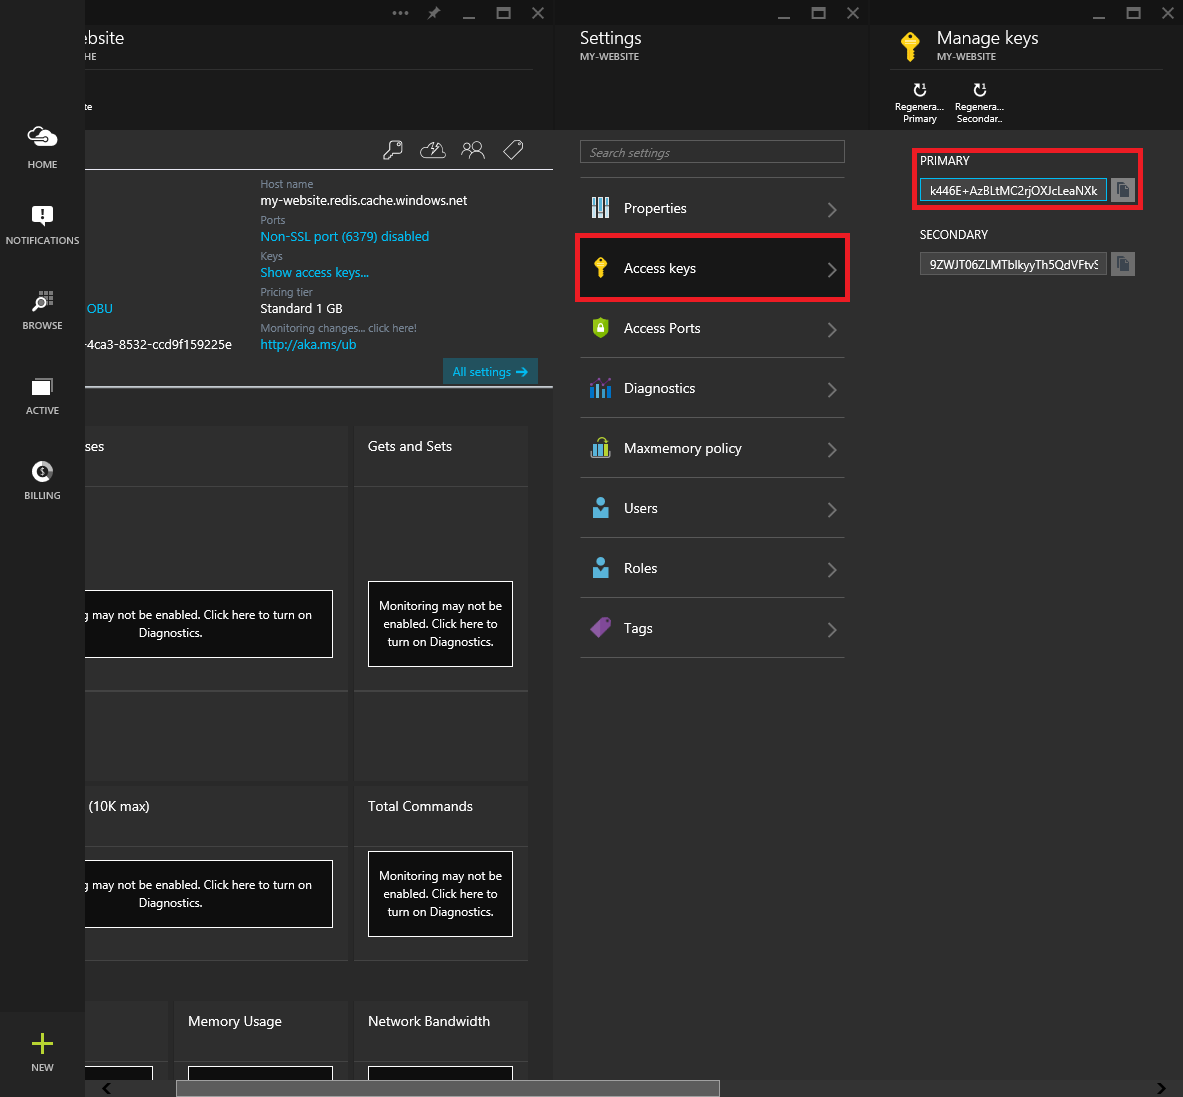 HOME
NOTIFICATIONS
BROWSE
ACTIVE
BILLING
NEW
ebsite
HE
te
Host name
my-website.redis.cache.windows.net
Ports
Non-SSL port (6379) disabled
Keys
Show access keys...
Pricing tier
OBU
Standard 1 GB
Monitoring changes... click here!
-4ca3-8532-ccd9f159225e
http://aka.ms/ub
All settings →
ses
Gets and Sets
g may not be enabled. Click here to turn on
Diagnostics.
Monitoring may not be
enabled. Click here to
turn on Diagnostics.
(10K max)
Total Commands
g may not be enabled. Click here to turn on
Diagnostics.
Monitoring may not be
enabled. Click here to
turn on Diagnostics.
Memory Usage
Network Bandwidth
Settings
MY-WEBSITE
Search settings
Properties
Access keys
Access Ports
Diagnostics
Maxmemory policy
Users
Roles
Tags
Manage keys
MY-WEBSITE
Regenera...
Primary
Regenera...
Secondar..
PRIMARY
k446E+AzBLtMC2rjOXJcLeaNXk
SECONDARY
9ZWJT06ZLMTbIkyyTh5QdVFtvS